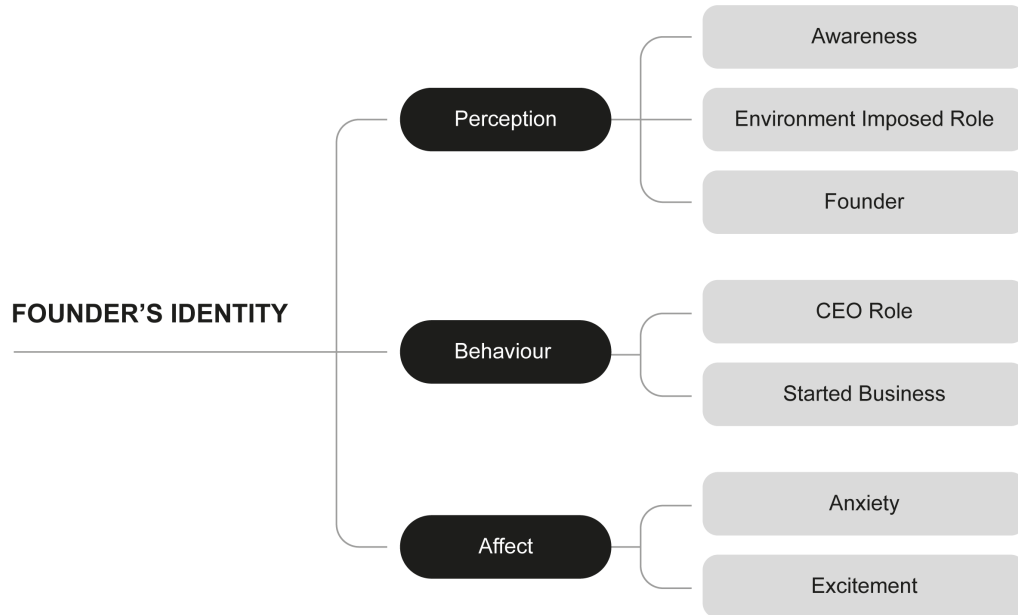 FOUNDER’S IDENTITY
Perception
Awareness
Environment Imposed Role
Founder
Behaviour
CEO Role
Started Business
Affect
Anxiety
Excitement